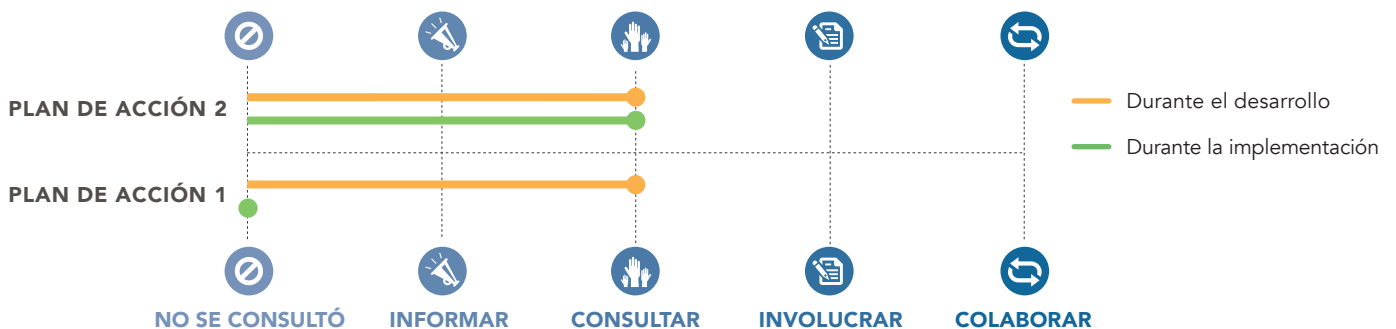 PLAN DE ACCIÓN 2
Durante el desarrollo
Durante la implementación
PLAN DE ACCIÓN 1
NO SE CONSULTÓ
INFORMAR
CONSULTAR
INVOLUCRAR
COLABORAR